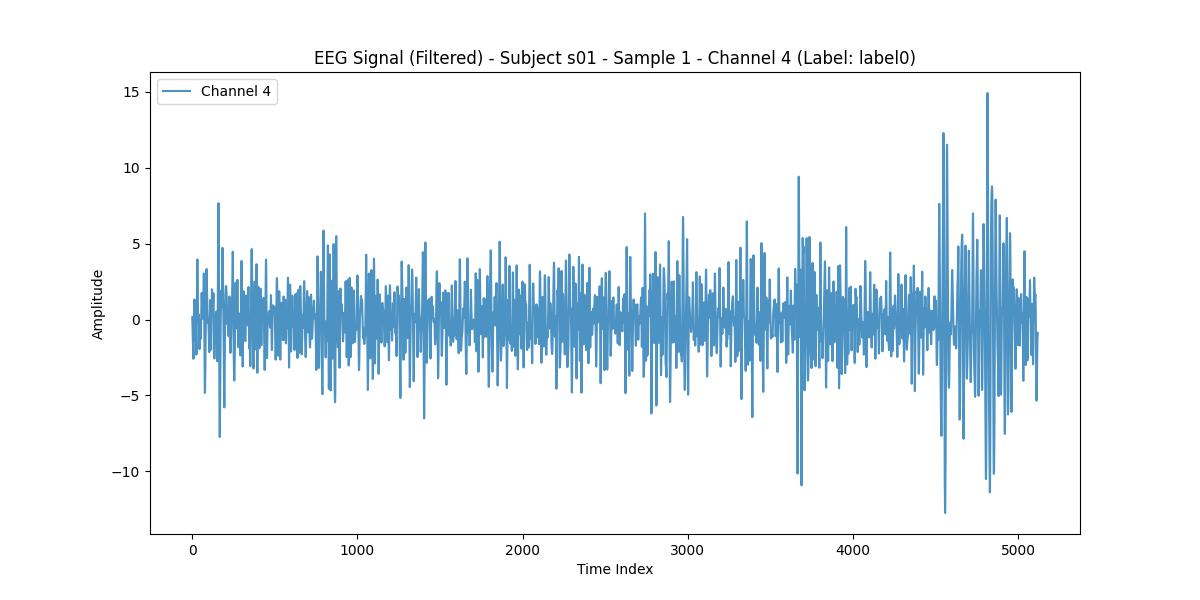 EEG Signal (Filtered) - Subject s01 - Sample 1 - Channel 4 (Label: label0)
Channel 4
15
10
5
0
−5
−10
Amplitude
0 1000 2000 3000 4000 5000
Time Index